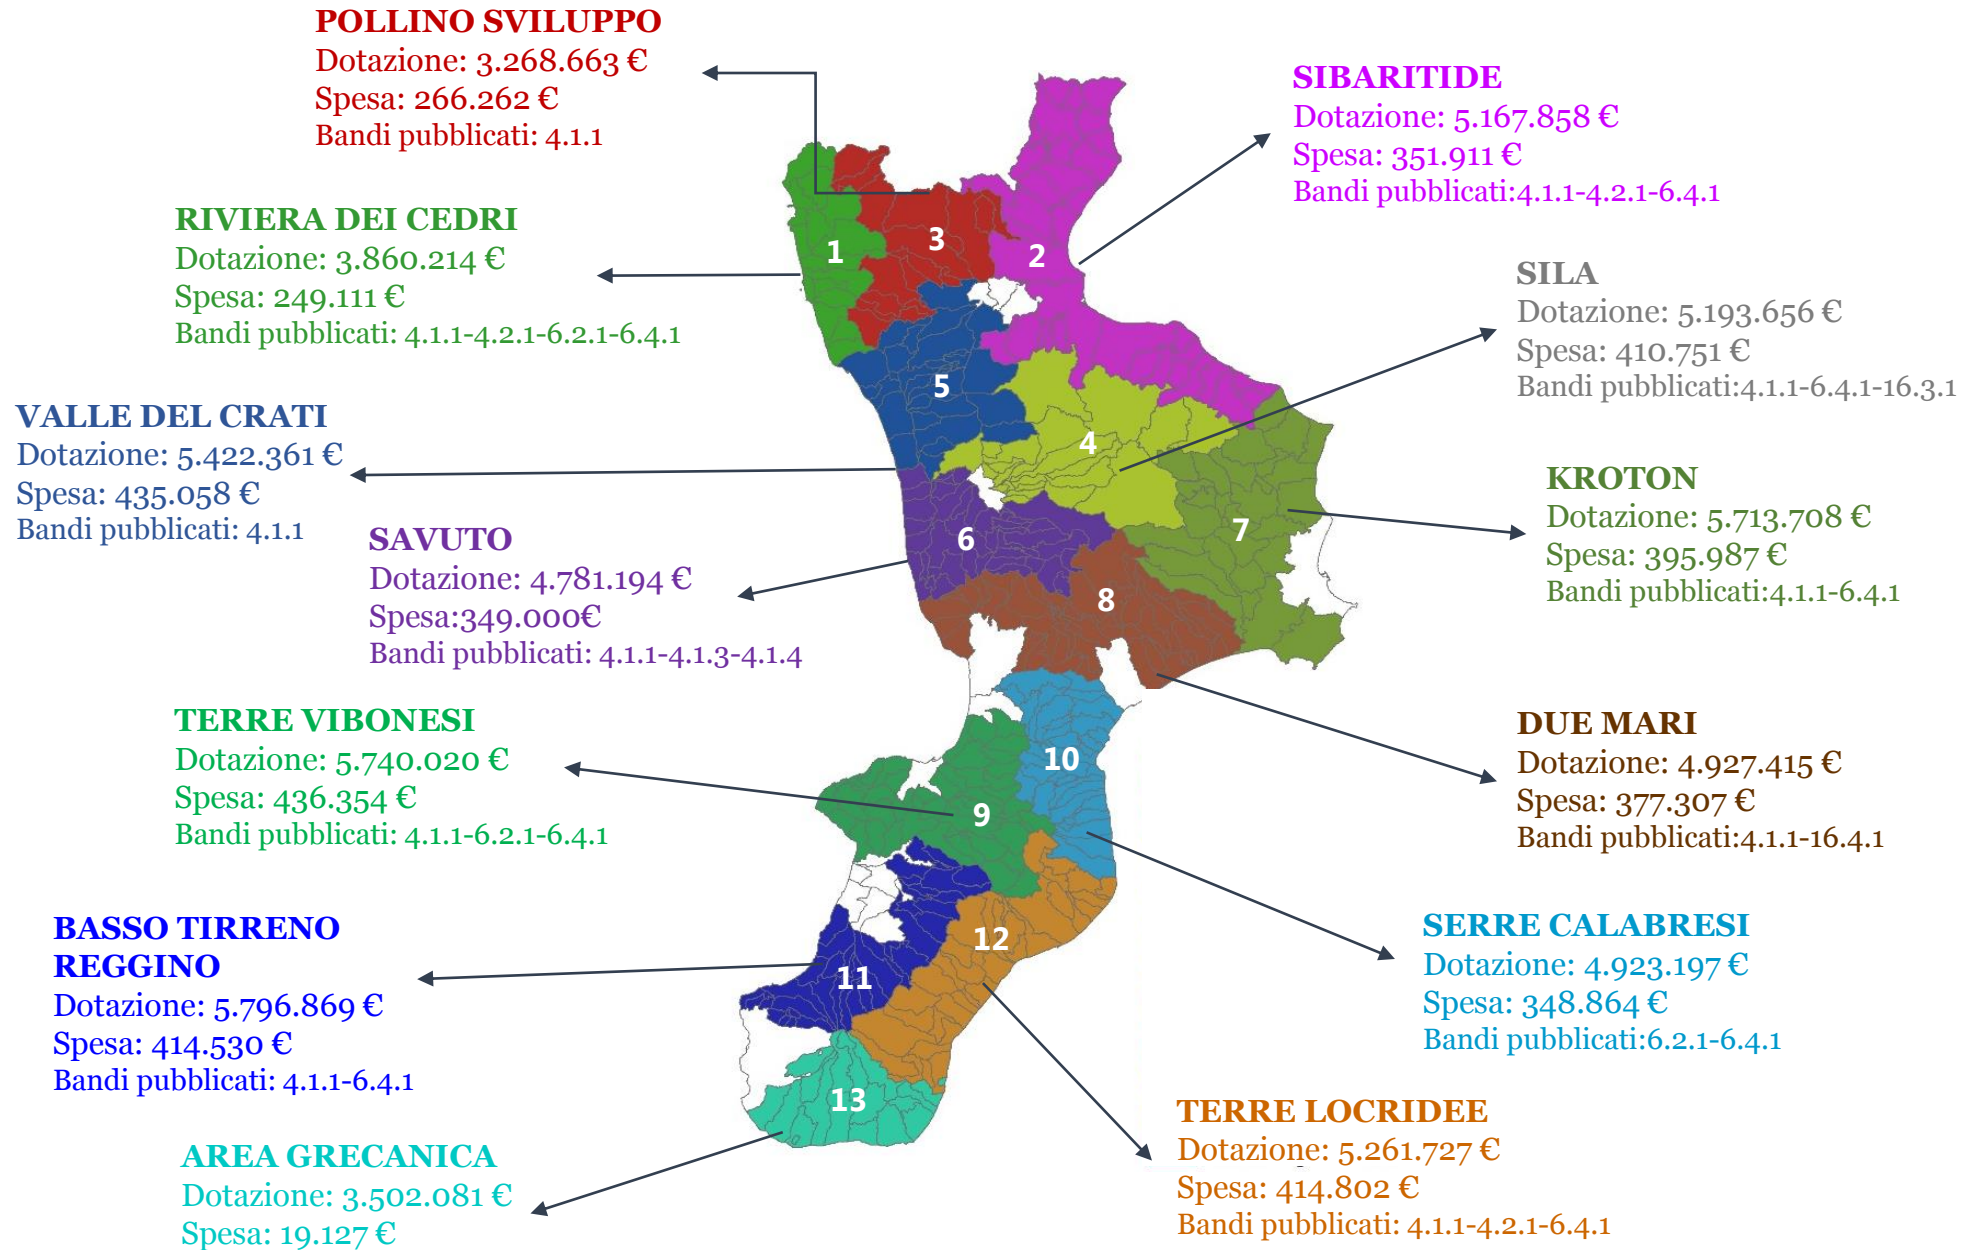 POLLINO SVILUPPO
Dotazione: 3.268.663 €
Spesa: 266.262 €
Bandi pubblicati: 4.1.1
SIBARITIDE
Dotazione: 5.167.858 €
Spesa: 351.911 €
Bandi pubblicati:4.1.1-4.2.1-6.4.1
RIVIERA DEI CEDRI
Dotazione: 3.860.214 €
Spesa: 249.111 €
Bandi pubblicati: 4.1.1-4.2.1-6.2.1-6.4.1
SILA
Dotazione: 5.193.656 €
Spesa: 410.751 €
Bandi pubblicati:4.1.1-6.4.1-16.3.1
VALLE DEL CRATI
Dotazione: 5.422.361 €
Spesa: 435.058 €
Bandi pubblicati: 4.1.1
KROTON
Dotazione: 5.713.708 €
Spesa: 395.987 €
Bandi pubblicati:4.1.1-6.4.1
SAVUTO
Dotazione: 4.781.194 €
Spesa:349.000€
Bandi pubblicati: 4.1.1-4.1.3-4.1.4
TERRE VIBONESI
Dotazione: 5.740.020 €
Spesa: 436.354 €
Bandi pubblicati: 4.1.1-6.2.1-6.4.1
DUE MARI
Dotazione: 4.927.415 €
Spesa: 377.307 €
Bandi pubblicati:4.1.1-16.4.1
BASSO TIRRENO
REGGINO
Dotazione: 5.796.869 €
Spesa: 414.530 €
Bandi pubblicati: 4.1.1-6.4.1
SERRE CALABRESI
Dotazione: 4.923.197 €
Spesa: 348.864 €
Bandi pubblicati:6.2.1-6.4.1
TERRE LOCRIDEE
Dotazione: 5.261.727 €
Spesa: 414.802 €
Bandi pubblicati: 4.1.1-4.2.1-6.4.1
AREA GRECANICA
Dotazione: 3.502.081 €
Spesa: 19.127 €
1
3
2
5
4
6
7
8
10
9
12
11
13